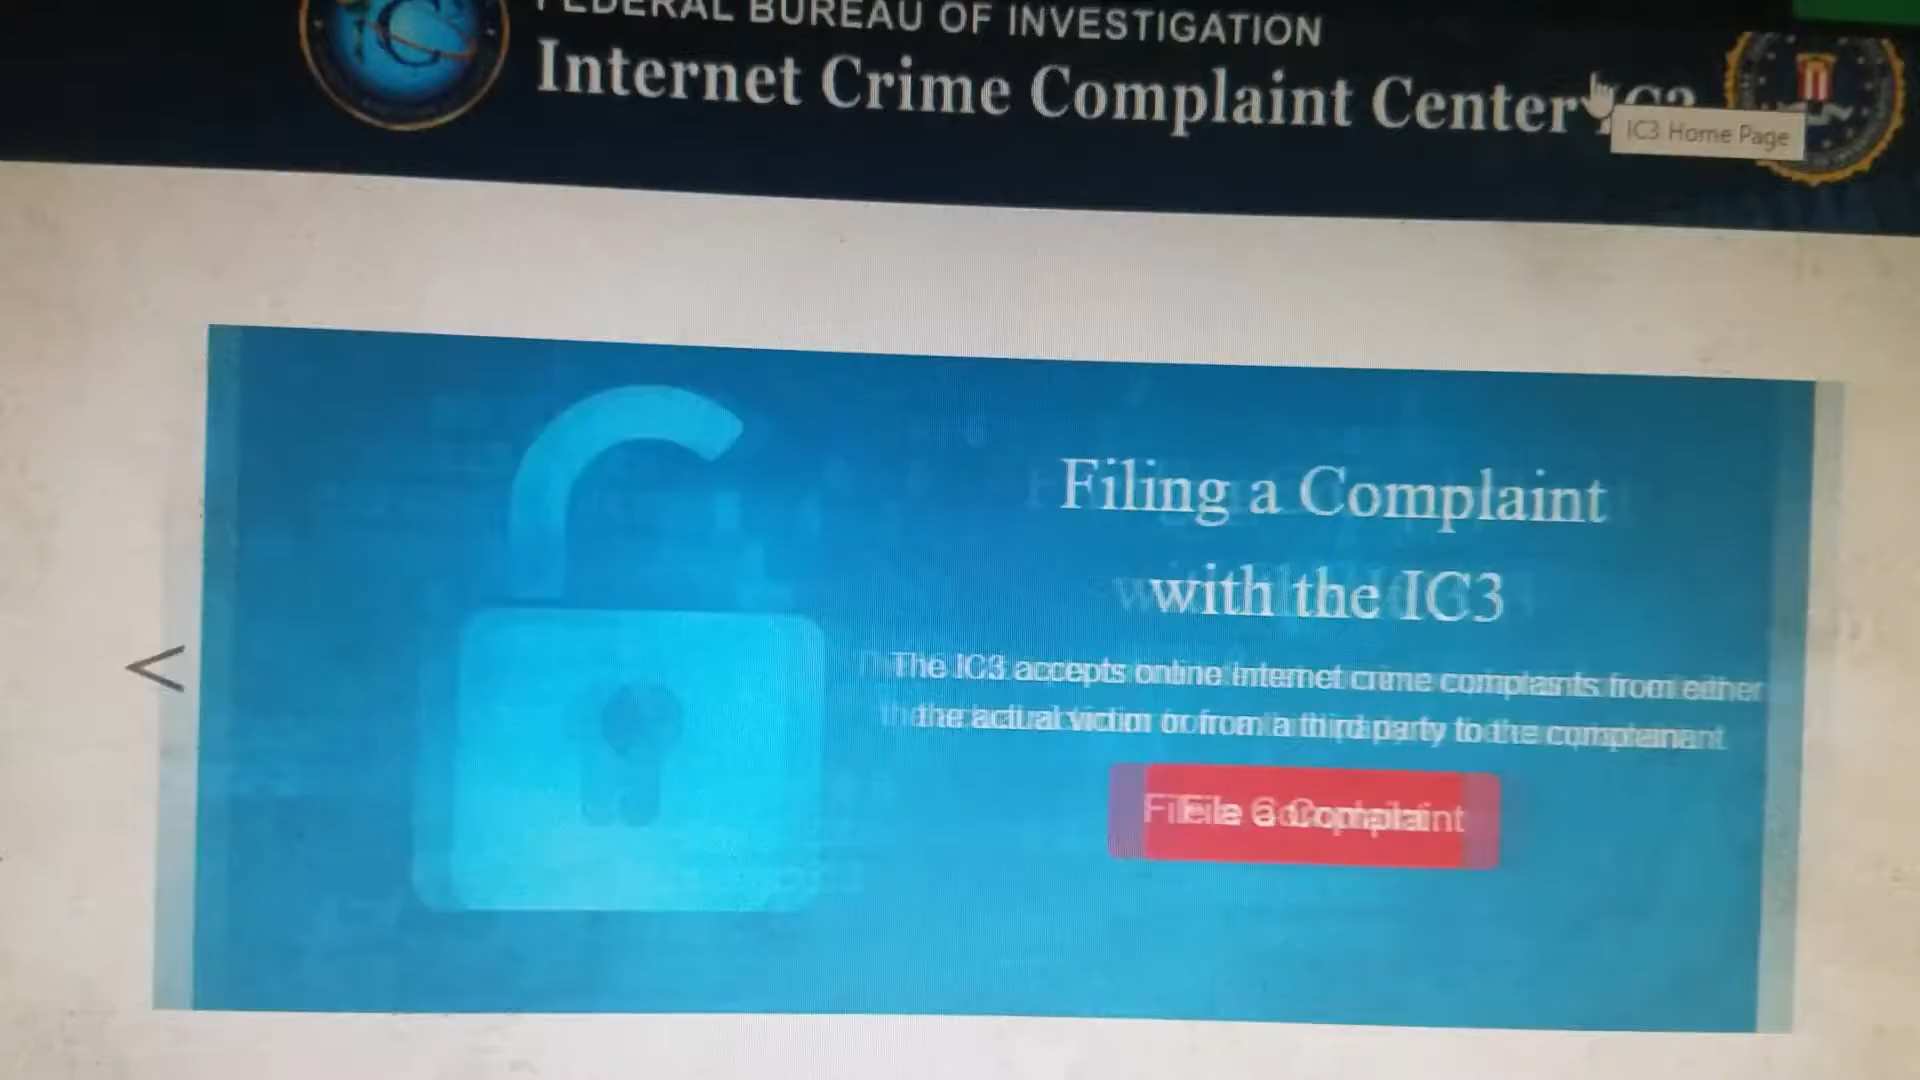 FEDERAL BUREAU OF INVESTIGATION
Internet Crime Complaint Center IC3
IC3 Home Page
Filing a Complaint
with the IC3
The IC3 accepts online Internet crime complaints from either
the actual victim or from a third party to the complainant
File a Complaint